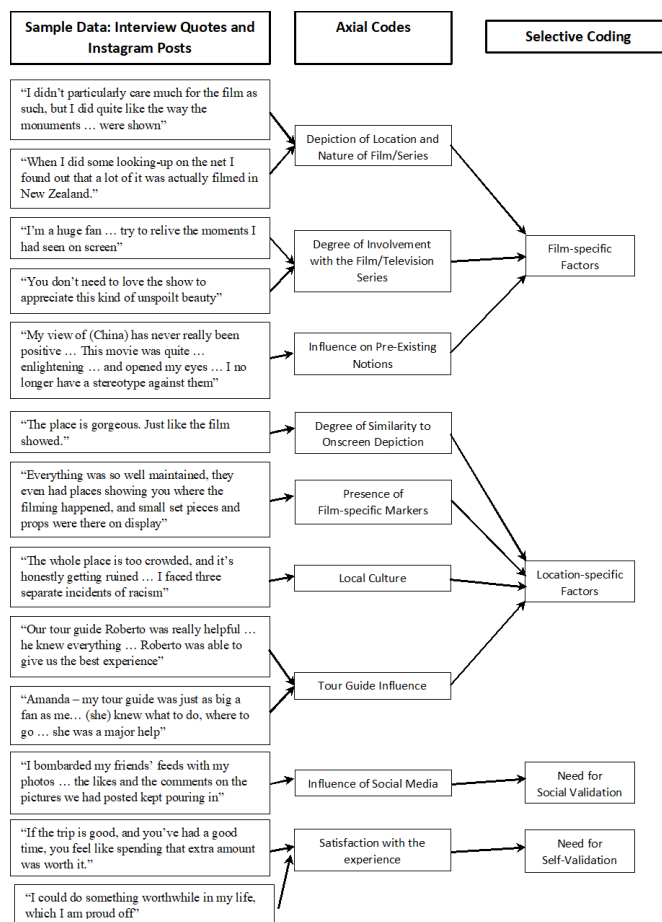 Sample Data: Interview Quotes and
Instagram Posts
Axial Codes
Selective Coding
“I didn’t particularly care much for the film as
such, but I did quite like the way the
monuments … were shown”
“When I did some looking-up on the net I
found out that a lot of it was actually filmed in
New Zealand.”
Depiction of Location and
Nature of Film/Series
“I’m a huge fan … try to relive the moments I
had seen on screen”
“You don’t need to love the show to
appreciate this kind of unspoilt beauty”
Degree of Involvement
with the Film/Television
Series
Film-specific
Factors
“My view of (China) has never really been
positive … This movie was quite …
enlightening … and opened my eyes … I no
longer have a stereotype against them”
Influence on Pre-Existing
Notions
“The place is gorgeous. Just like the film
showed.”
Degree of Similarity to
Onscreen Depiction
“Everything was so well maintained, they
even had places showing you where the
filming happened, and small set pieces and
props were there on display”
Presence of
Film-specific Markers
“The whole place is too crowded, and it’s
honestly getting ruined … I faced three
separate incidents of racism”
Local Culture
Location-specific
Factors
“Our tour guide Roberto was really helpful …
he knew everything … Roberto was able to
give us the best experience”
“Amanda – my tour guide was just as big a
fan as me… (she) knew what to do, where to
go … she was a major help”
Tour Guide Influence
“I bombarded my friends’ feeds with my
photos … the likes and the comments on the
pictures we had posted kept pouring in”
Influence of Social Media
Need for
Social Validation
“If the trip is good, and you’ve had a good
time, you feel like spending that extra amount
was worth it.”
Satisfaction with the
experience
Need for
Self-Validation
“I could do something worthwhile in my life,
which I am proud off”